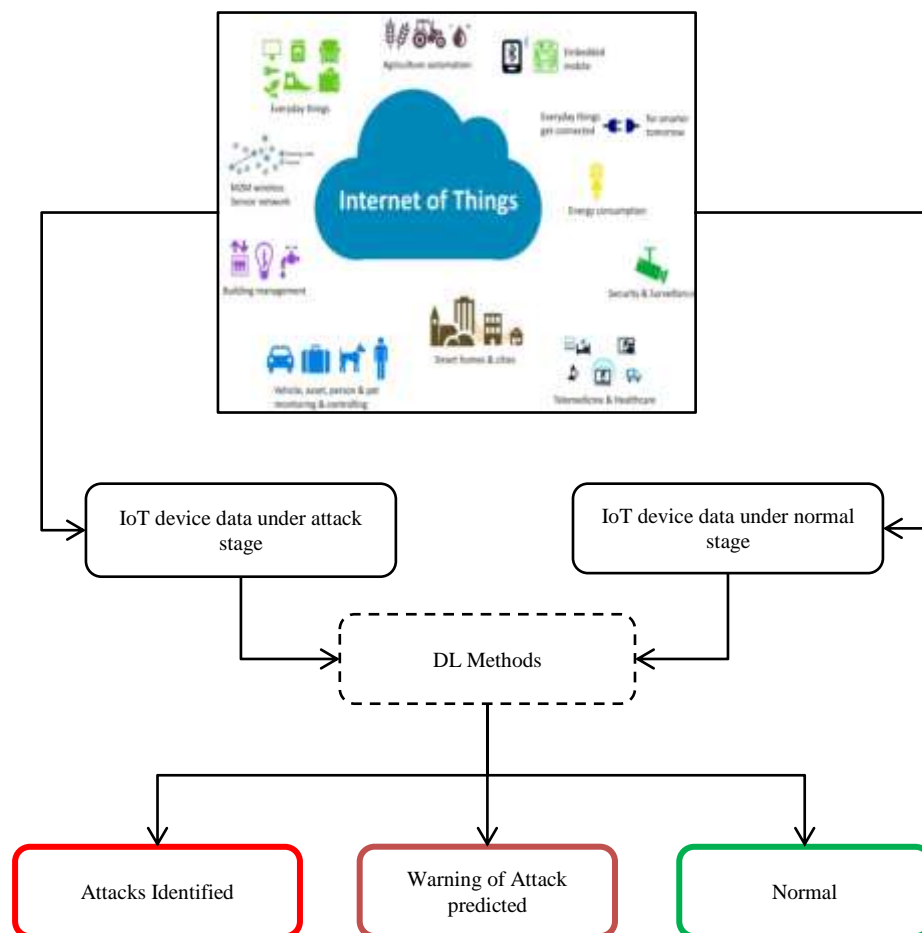 Agriculture automation
Embedded
mobile
Everyday things
Everyday things
get connected
for smarter
tomorrow
M2M wireless
Sensor network
Internet of Things
Energy consumption
Building management
Security & Surveillance
Smart homes & cities
Vehicle, asset, person & pet
monitoring & controlling
Telemedicine & Healthcare
IoT device data under attack
stage
IoT device data under normal
stage
DL Methods
Attacks Identified
Warning of Attack
predicted
Normal